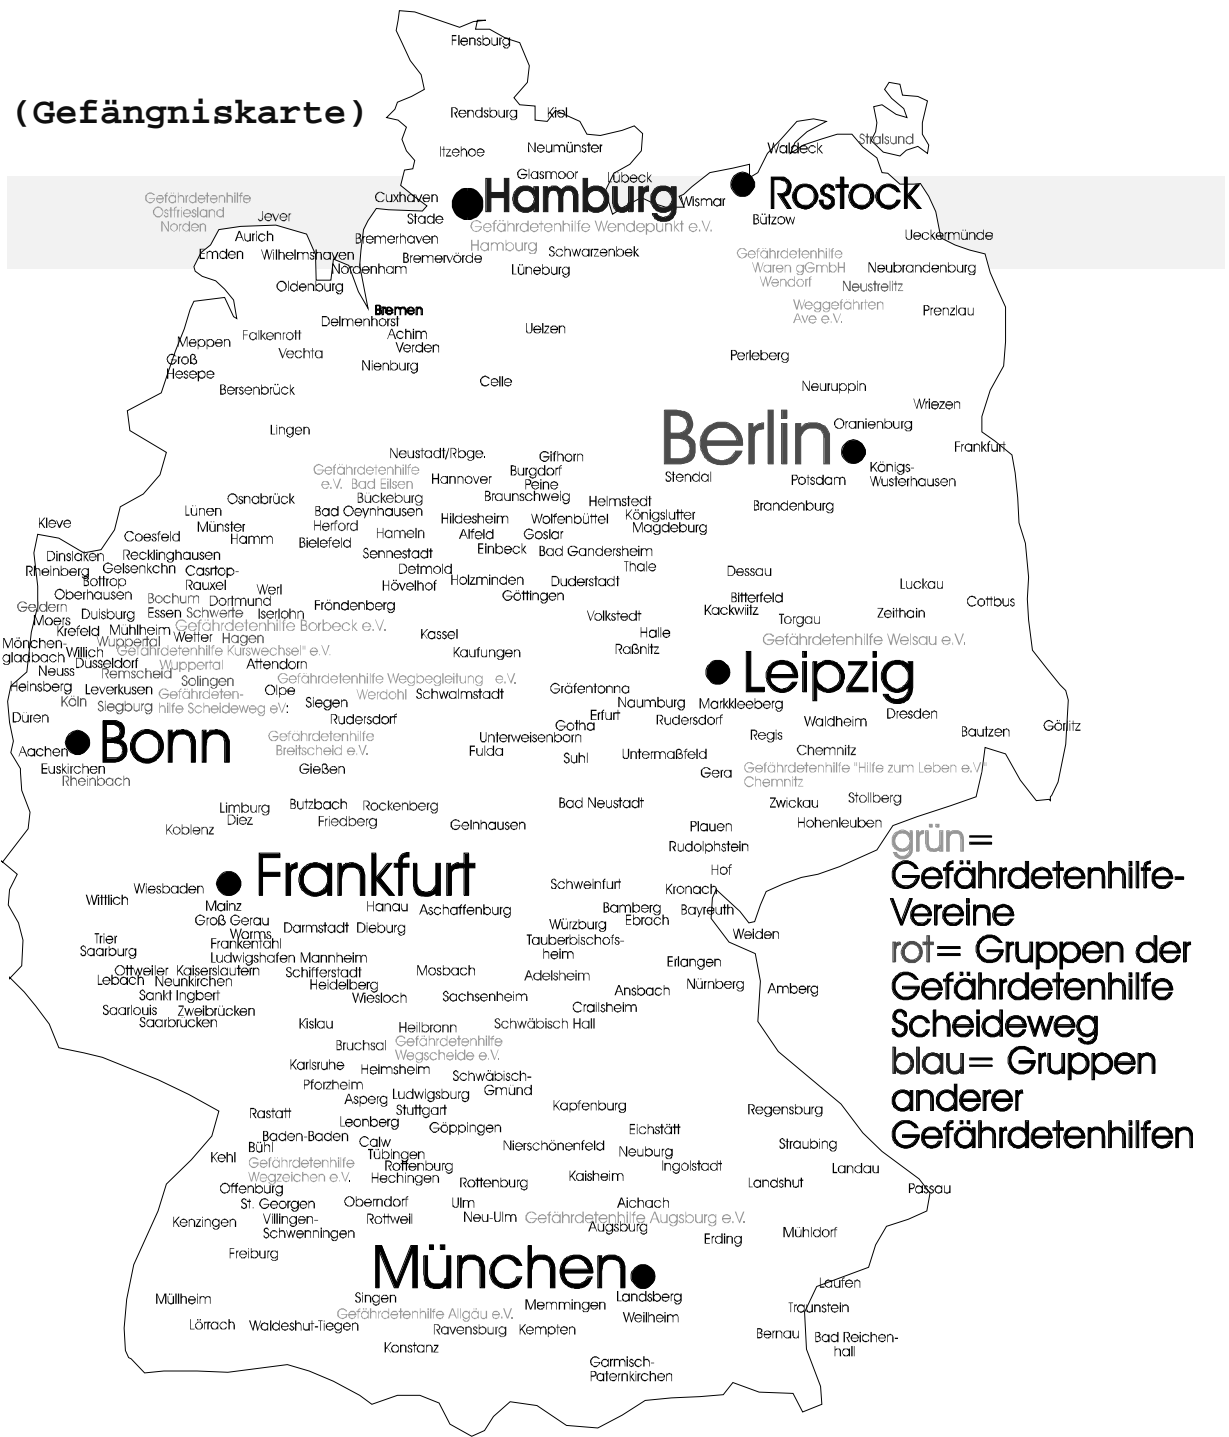 Flensburg
(Gefängniskarte)
Rendsburg
Kiel
Stralsund
Itzehoe
Neumünster
Waldeck
Glasmoor
Lübeck
Hamburg
Rostock
Gefährdetenhilfe
Ostfriesland
Norden
Cuxhaven
Wismar
Jever
Stade
Bützow
Gefährdetenhilfe Wendepunkt e.V.
Hamburg
Aurich
Bremerhaven
Ueckermünde
Emden
Wilhelmshaven
Bremervörde
Schwarzenbek
Gefährdetenhilfe
Waren gGmbH
Wendorf
Nordenham
Lüneburg
Neubrandenburg
Oldenburg
Neustrelitz
Bremen
Weggefährten
Ave e.V.
Prenzlau
Delmenhorst
Falkenrott
Achim
Uelzen
Meppen
Verden
Vechta
Perleberg
Groß
Hesepe
Nienburg
Bersenbrück
Celle
Neuruppin
Wriezen
Lingen
Berlin
Oranienburg
Frankfurt
Neustadt/Rbge.
Gifhorn
Gefährdetenhilfe
e.V. Bad Eilsen
Hannover
Burgdorf
Peine
Stendal
Potsdam
Königs-
Wusterhausen
Osnabrück
Bückeburg
Braunschweig
Helmstedt
Brandenburg
Lünen
Bad Oeynhausen
Hildesheim
Wolfenbüttel
Königslutter
Kleve
Münster
Herford
Magdeburg
Coesfeld
Hamm
Bielefeld
Hameln
Alfeld
Goslar
Dinslaken
Recklinghausen
Sennestadt
Einbeck
Bad Gandersheim
Rheinberg
Gelsenkchn
Casrtop-
Rauxel
Detmold
Thale
Dessau
Bottrop
Werl
Hövelhof
Holzminden
Duderstadt
Luckau
Oberhausen
Bochum
Dortmund
Göttingen
Bitterfeld
Cottbus
Geldern
Duisburg
Essen
Schwerte
Iserlohn
Fröndenberg
Kackwiitz
Zeithain
Moers
Gefährdetenhilfe Borbeck e.V.
Volkstedt
Torgau
Krefeld
Mühlheim
Wetter
Hagen
Kassel
Halle
Gefährdetenhilfe Welsau e.V.
Mönchen-
gladbach
Willich
Wuppertal
Gefährdetenhilfe Kurswechsel" e.V.
Kaufungen
Raßnitz
Düsseldorf
Wuppertal
Attendorn
Neuss
Remscheid
Solingen
Gefährdetenhilfe Wegbegleitung e.V.
Leipzig
Heinsberg
Leverkusen
Gefährdeten-
hilfe Scheideweg eV.
Olpe
Werdohl
Schwalmstadt
Gräfentonna
Köln
Siegburg
Siegen
Naumburg
Markkleeberg
Düren
Rudersdorf
Erfurt
Rudersdorf
Waldheim
Dresden
Bonn
Gotha
Görlitz
Gefährdetenhilfe
Breitscheid e.V.
Unterweisenborn
Regis
Bautzen
Aachen
Fulda
Suhl
Untermaßfeld
Chemnitz
Euskirchen
Gießen
Gera
Gefährdetenhilfe "Hilfe zum Leben e.V"
Chemnitz
Rheinbach
Limburg
Diez
Butzbach
Rockenberg
Bad Neustadt
Zwickau
Stollberg
Koblenz
Friedberg
Gelnhausen
Plauen
Hohenleuben
Rudolphstein
grün=
Gefährdetenhilfe-
Vereine
rot= Gruppen der
Gefährdetenhilfe
Scheideweg
blau= Gruppen
anderer
Gefährdetenhilfen
Frankfurt
Hof
Wiesbaden
Schweinfurt
Kronach
Wittlich
Mainz
Hanau
Aschaffenburg
Bamberg
Bayreuth
Groß Gerau
Darmstadt
Dieburg
Würzburg
Ebrach
Trier
Worms
Tauberbischofs-
heim
Weiden
Saarburg
Frankentahl
Ludwigshafen
Mannheim
Erlangen
Ottweiler
Kaiserslautern
Schifferstadt
Mosbach
Adelsheim
Lebach
Neunkirchen
Heidelberg
Nürnberg
Amberg
Sankt Ingbert
Wiesloch
Sachsenheim
Ansbach
Saarlouis
Zweibrücken
Crailsheim
Saarbrücken
Kislau
Heilbronn
Schwäbisch Hall
Bruchsal
Gefährdetenhilfe
Wegscheide e.V.
Karlsruhe
Heimsheim
Schwäbisch-
Gmünd
Pforzheim
Asperg
Ludwigsburg
Rastatt
Stuttgart
Kapfenburg
Regensburg
Leonberg
Göppingen
Eichstätt
Baden-Baden
Calw
Bühl
Nierschönenfeld
Straubing
Kehl
Tübingen
Neuburg
Gefährdetenhilfe
Wegzeichen e.V.
Rottenburg
Ingolstadt
Landau
Hechingen
Kaisheim
Offenburg
Rottenburg
Landshut
Passau
St. Georgen
Oberndorf
Ulm
Aichach
Kenzingen
Villingen-
Schwenningen
Rottweil
Neu-Ulm
Gefährdetenhilfe Augsburg e.V.
Augsburg
Mühldorf
Freiburg
Erding
München
Laufen
Müllheim
Singen
Landsberg
Memmingen
Traunstein
Gefährdetenhilfe Allgäu e.V.
Weilheim
Lörrach
Waldeshut-Tiegen
Ravensburg
Kempten
Bernau
Bad Reichen-
hall
Konstanz
Garmisch-
Paternkirchen